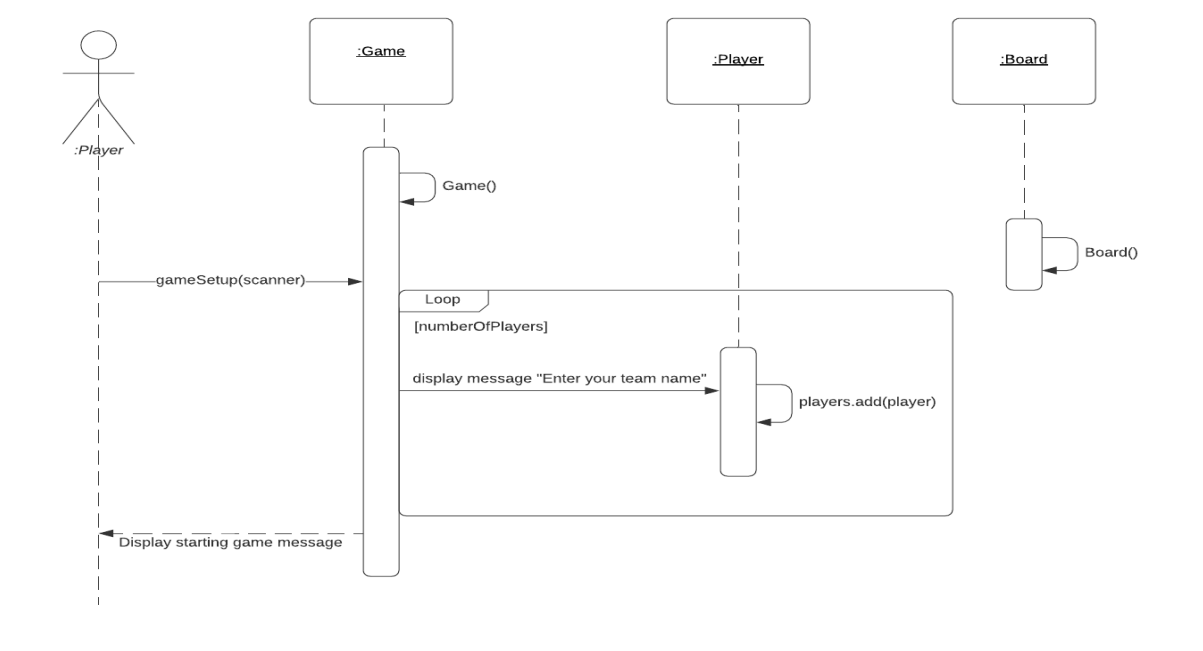 :Game
:Player
:Board
:Player
Game()
Board()
gameSetup(scanner)
Loop
[numberOfPlayers]
display message "Enter your team name"
players.add(player)
Display starting game message